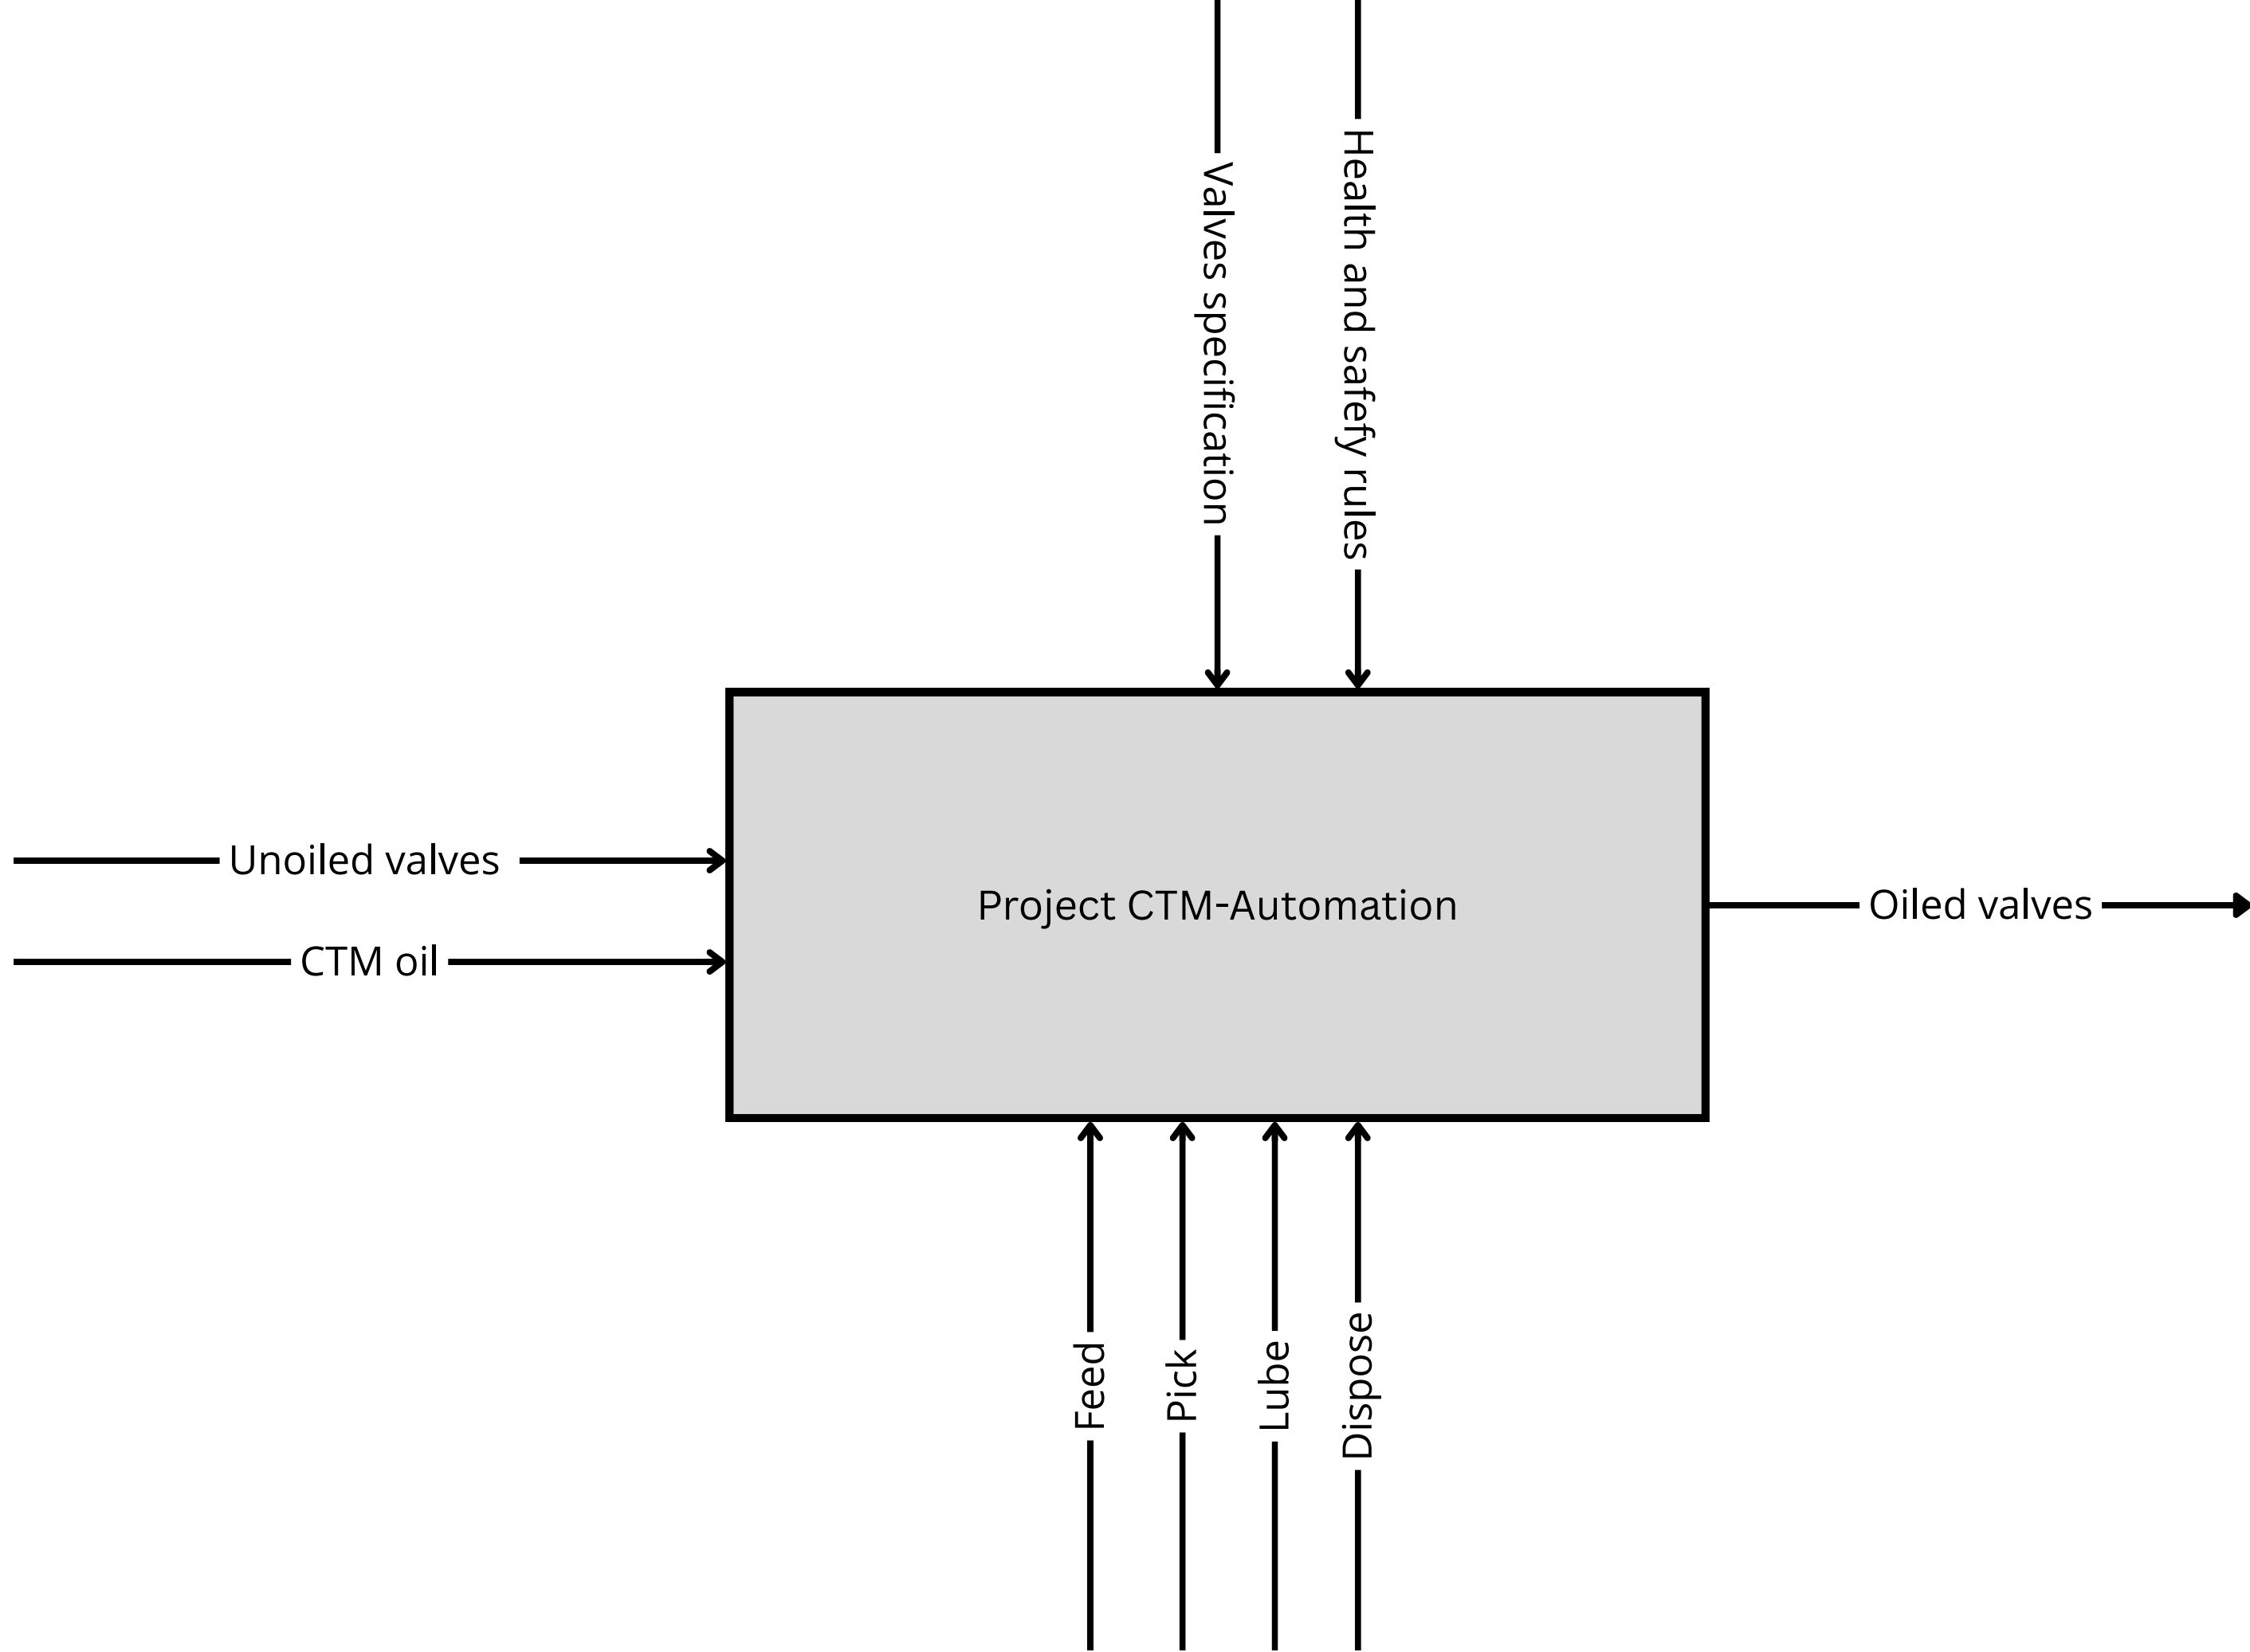 Valves specification
Health and safefy rules
Unoiled valves
CTM oil
Project CTM-Automation
Oiled valves
Feed
Pick
Lube
Dispose